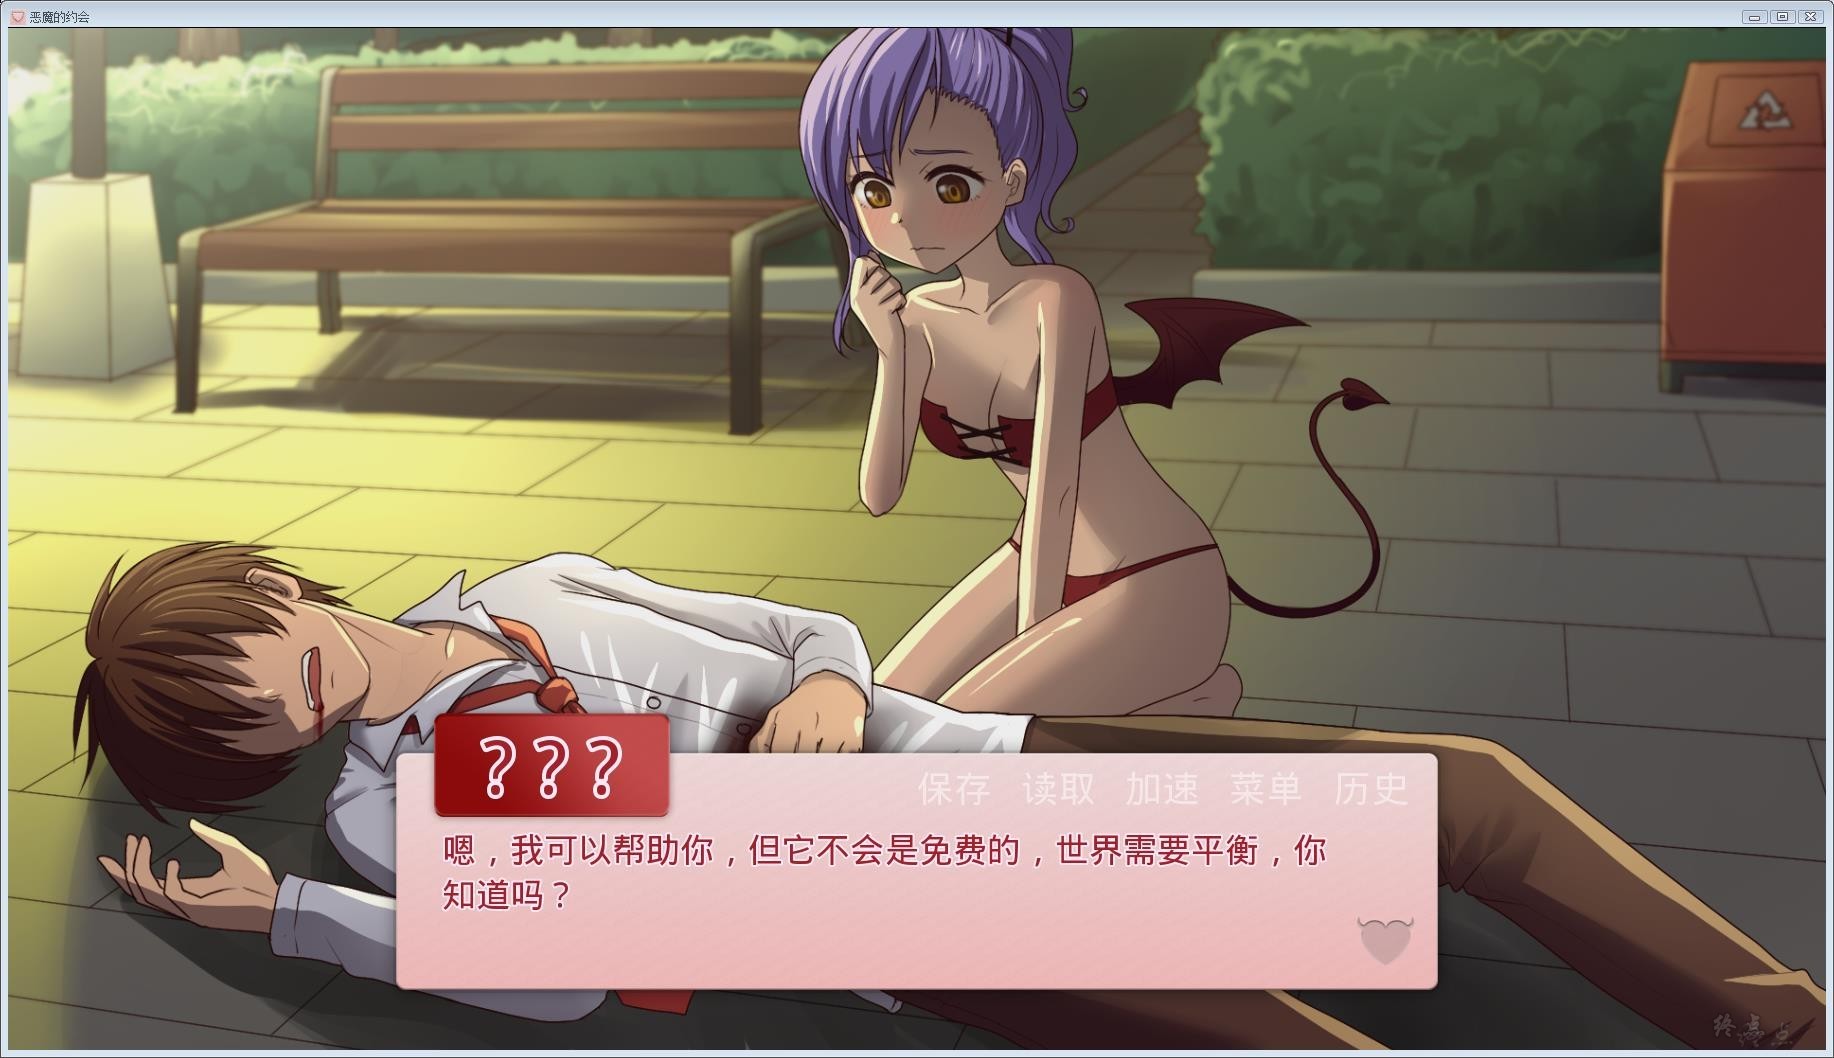 恶魔的约会
？？？
保存 读取 加速 菜单 历史
嗯，我可以帮助你，但它不会是免费的，世界需要平衡，你
知道吗？